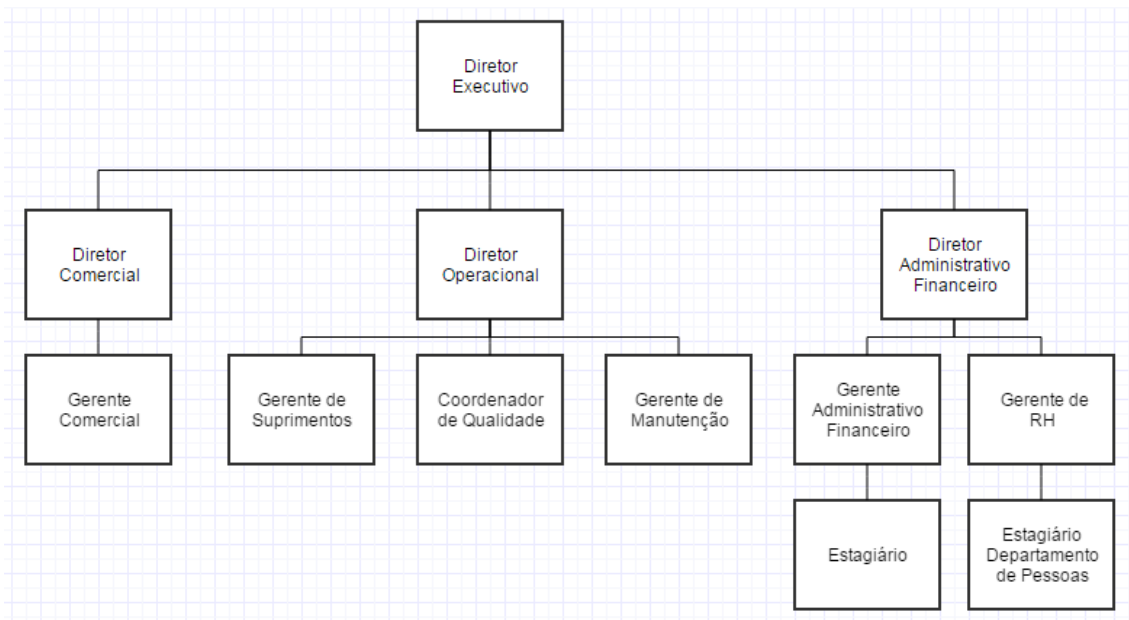 Diretor
Executivo
Diretor
Comercial
Diretor
Operacional
Diretor
Administrativo
Financeiro
Gerente
Comercial
Gerente de
Suprimentos
Coordenador
de Qualidade
Gerente de
Manutenção
Gerente
Administrativo
Financeiro
Gerente de
RH
Estagiário
Estagiário
Departamento
de Pessoas